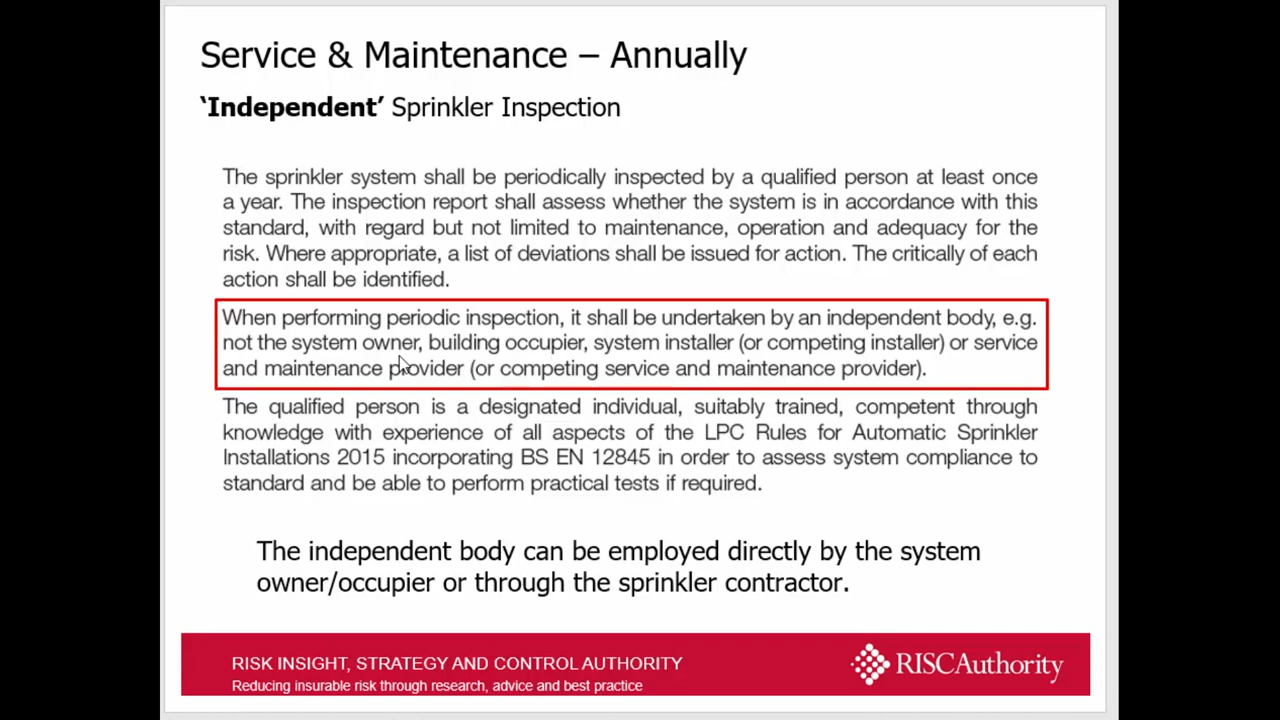 Service & Maintenance – Annually
‘Independent’ Sprinkler Inspection
The sprinkler system shall be periodically inspected by a qualified person at least once
a year. The inspection report shall assess whether the system is in accordance with this
standard, with regard but not limited to maintenance, operation and adequacy for the
risk. Where appropriate, a list of deviations shall be issued for action. The critically of each
action shall be identified.
When performing periodic inspection, it shall be undertaken by an independent body, e.g.
not the system owner, building occupier, system installer (or competing installer) or service
and maintenance provider (or competing service and maintenance provider).
The qualified person is a designated individual, suitably trained, competent through
knowledge with experience of all aspects of the LPC Rules for Automatic Sprinkler
Installations 2015 incorporating BS EN 12845 in order to assess system compliance to
standard and be able to perform practical tests if required.
The independent body can be employed directly by the system
owner/occupier or through the sprinkler contractor.
RISK INSIGHT, STRATEGY AND CONTROL AUTHORITY
Reducing insurable risk through research, advice and best practice
RISCAuthority